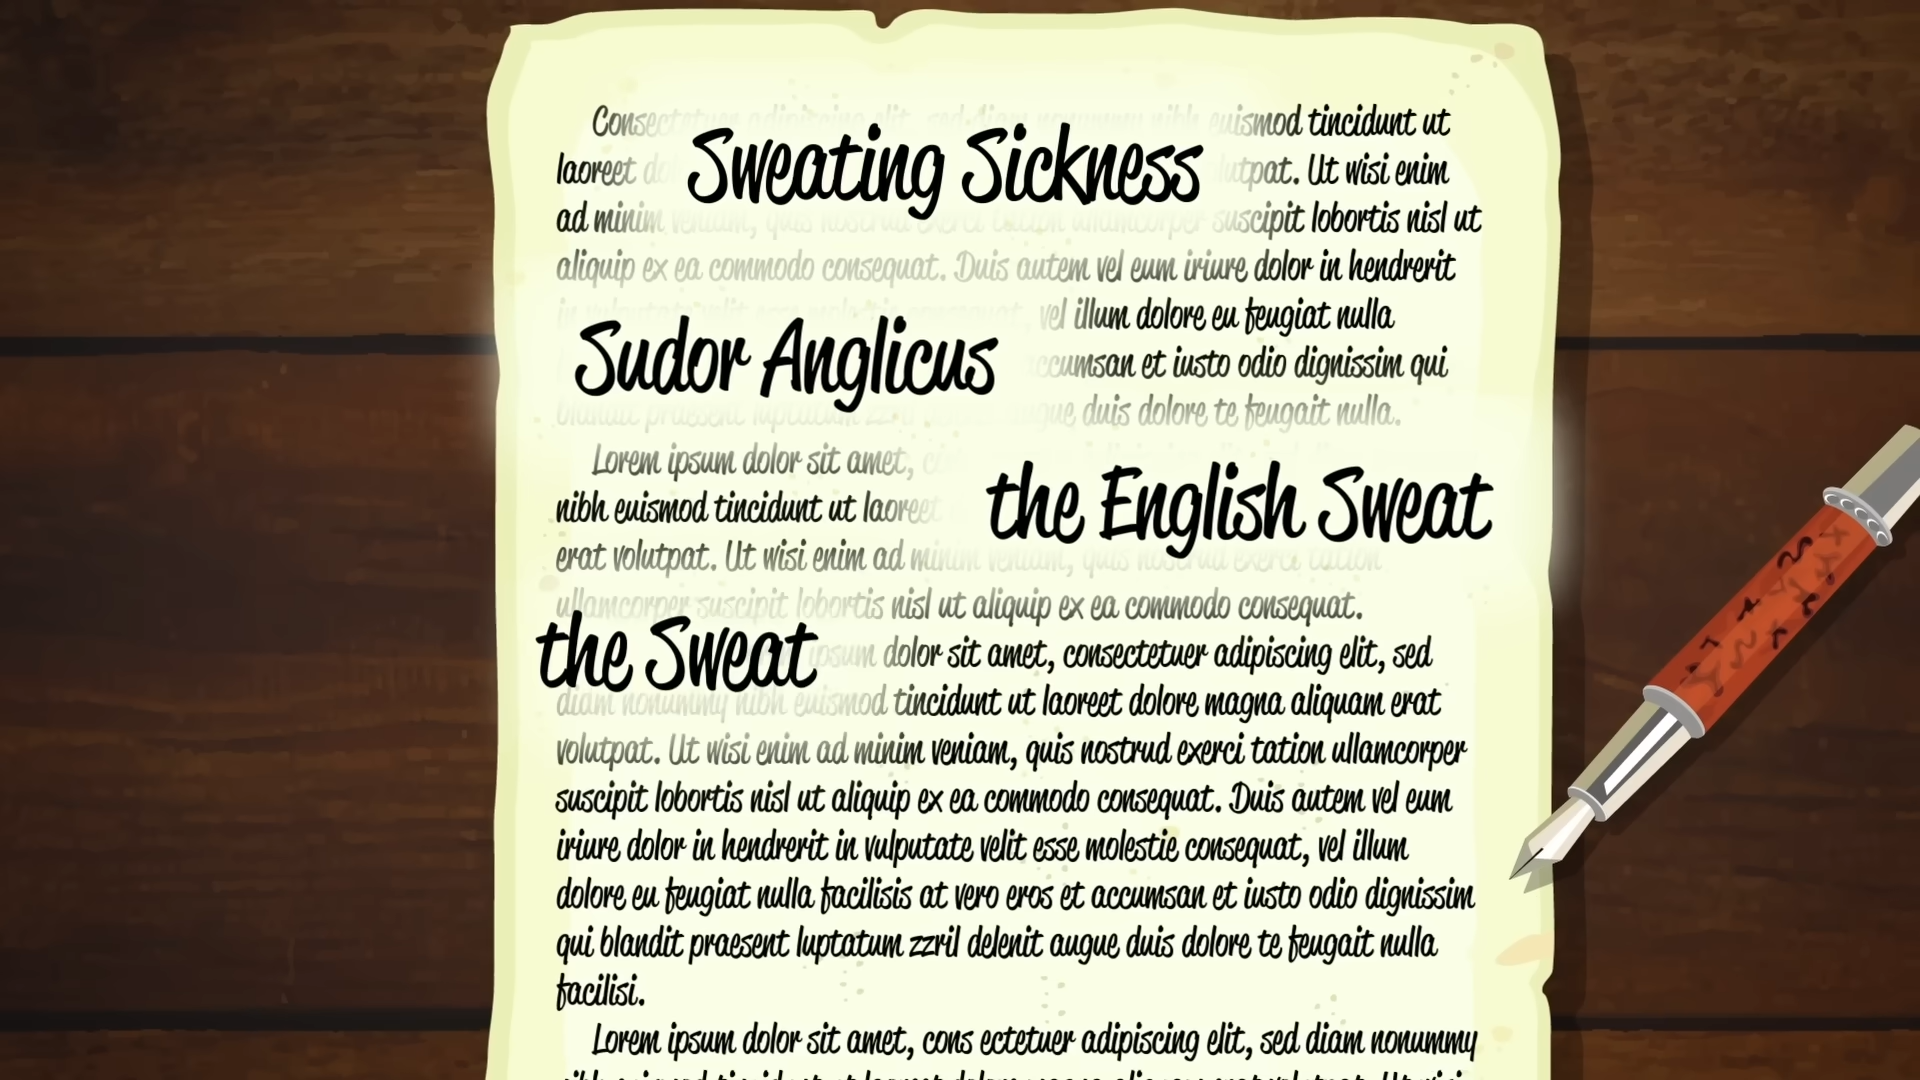 Consectetuer adipiscing elit, sed diam nonummy nibh euismod tincidunt ut
Sweating Sickness
laoreet utpat. Ut wisi enim
ad minim veniam, quis nostrud exerci tation ullamcorper suscipit lobortis nisl ut
aliquip ex ea commodo consequat. Duis autem vel eum iriure dolor in hendrerit
vel illum dolore eu feugiat nulla
Sudor Anglicus
accumsan et iusto odio dignissim qui
duis dolore te feugait nulla.
Lorem ipsum dolor sit amet,
the English Sweat
nibh euismod tincidunt ut laoreet
erat volutpat. Ut wisi enim ad minim veniam, quis nostrud exerci tation
ullamcorper suscipit lobortis nisl ut aliquip ex ea commodo consequat.
the Sweat
ipsum dolor sit amet, consectetuer adipiscing elit, sed
diam nonummy nibh euismod tincidunt ut laoreet dolore magna aliquam erat
volutpat. Ut wisi enim ad minim veniam, quis nostrud exerci tation ullamcorper
suscipit lobortis nisl ut aliquip ex ea commodo consequat. Duis autem vel eum
iriure dolor in hendrerit in vulputate velit esse molestie consequat, vel illum
dolore eu feugiat nulla facilisis at vero eros et accumsan et iusto odio dignissim
qui blandit praesent luptatum zzril delenit augue duis dolore te feugait nulla
facilisi.
Lorem ipsum dolor sit amet, cons ectetuer adipiscing elit, sed diam nonummy